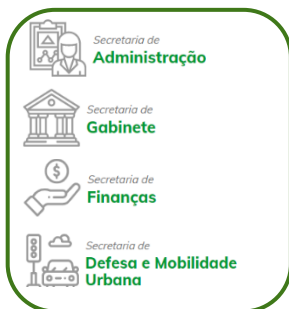 Secretaria de
Administração
Secretaria de
Gabinete
$
Secretaria de
Finanças
Secretaria de
Defesa e Mobilidade
Urbana